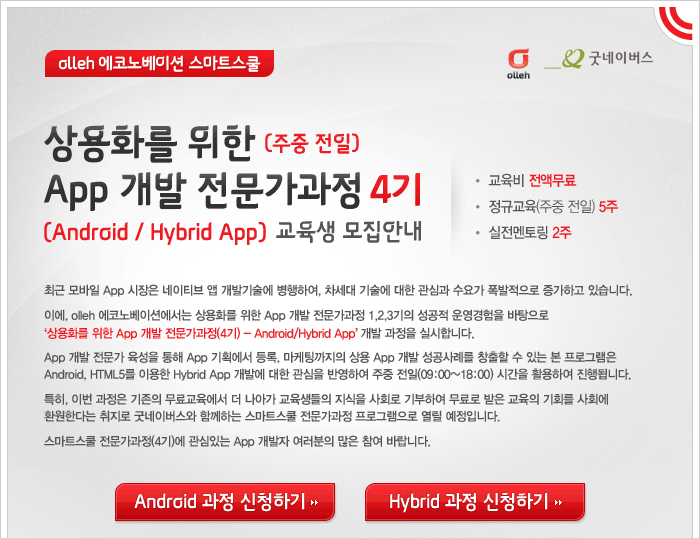 olleh 에코노베이션 스마트스쿨
olleh
굿네이버스
상용화를 위한 (주중 전일)
App 개발 전문가과정 4기
(Android / Hybrid App) 교육생 모집안내
• 교육비 전액무료
• 정규교육(주중 전일) 5주
• 실전멘토링 2주
최근 모바일 App 시장은 네이티브 앱 개발기술에 병행하여, 차세대 기술에 대한 관심과 수요가 폭발적으로 증가하고 있습니다.
이에, olleh 에코노베이션에서는 상용화를 위한 App 개발 전문가과정 1,2,3기의 성공적 운영경험을 바탕으로
‘상용화를 위한 App 개발 전문가과정(4기) – Android/Hybrid App’ 개발 과정을 실시합니다.
App 개발 전문가 육성을 통해 App 기획에서 등록, 마케팅까지의 상용 App 개발 성공사례를 창출할 수 있는 본 프로그램은
Android, HTML5를 이용한 Hybrid App 개발에 대한 관심을 반영하여 주중 전일(09:00~18:00) 시간을 활용하여 진행됩니다.
특히, 이번 과정은 기존의 무료교육에서 더 나아가 교육생들의 지식을 사회로 기부하여 무료로 받은 교육의 기회를 사회에
환원한다는 취지로 굿네이버스와 함께하는 스마트스쿨 전문가과정 프로그램으로 열릴 예정입니다.
스마트스쿨 전문가과정(4기)에 관심있는 App 개발자 여러분의 많은 참여 바랍니다.
Android 과정 신청하기 »
Hybrid 과정 신청하기 »